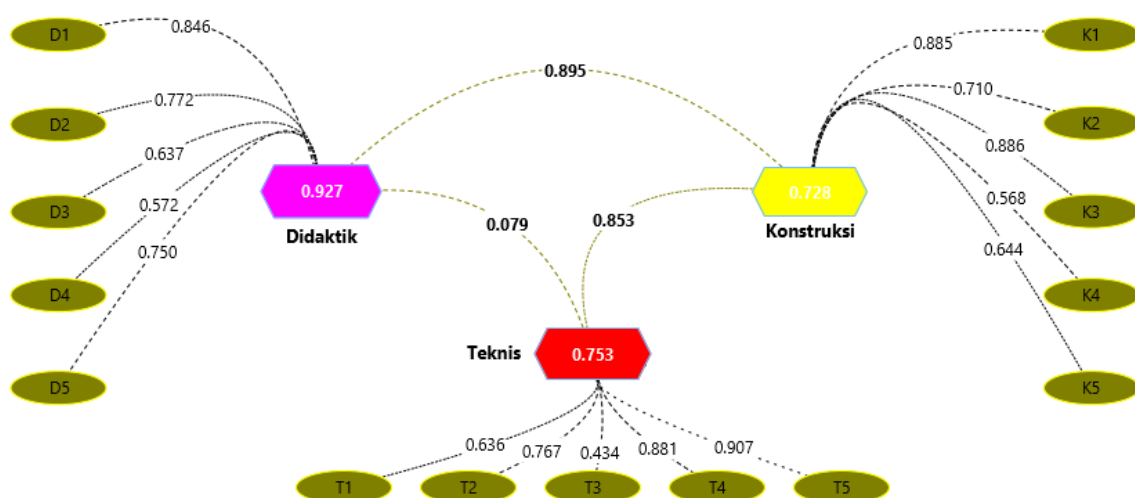 D1
0.846
K1
0.885
0.895
D2
0.772
0.710
K2
0.637
0.886
D3
0.927
0.728
0.572
0.568
K3
Didaktik
0.079
0.853
Konstruksi
0.750
0.644
D4
K4
Teknis
0.753
D5
K5
0.636
0.767
0.434
0.881
0.907
T1
T2
T3
T4
T5